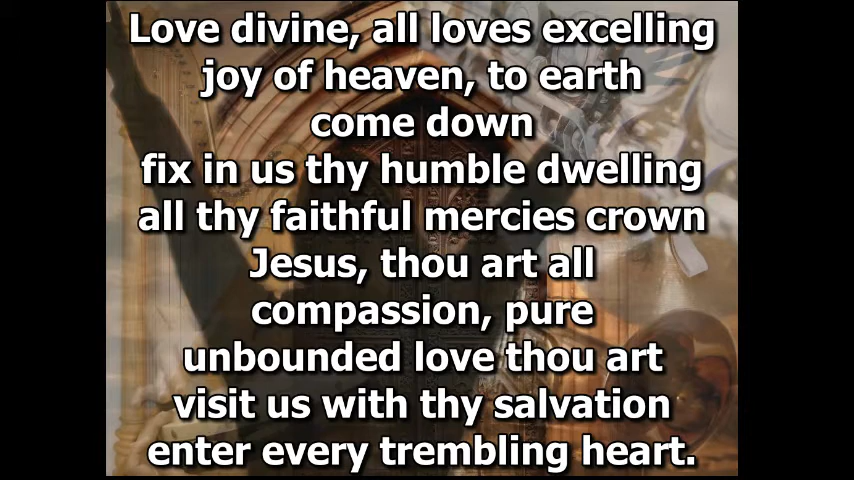 Love divine, all loves excelling
joy of heaven, to earth
come down
fix in us thy humble dwelling
all thy faithful mercies crown
Jesus, thou art all
compassion, pure
unbounded love thou art
visit us with thy salvation
enter every trembling heart.